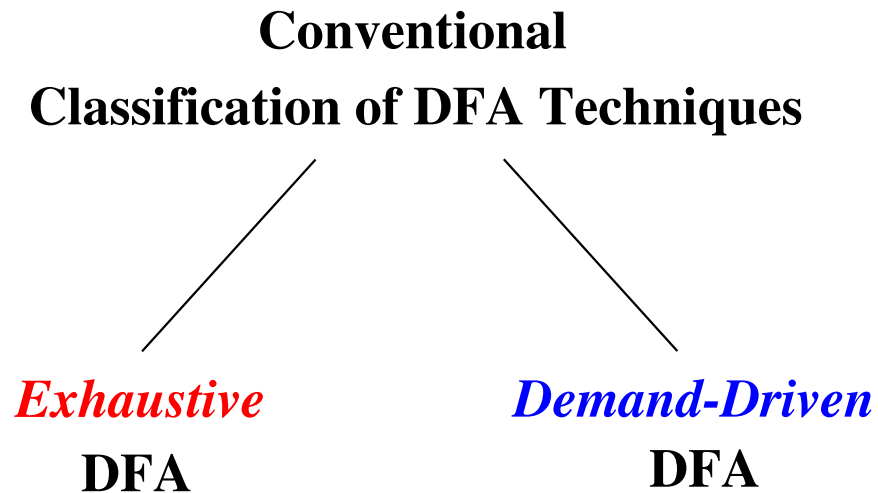 Conventional
Classification of DFA Techniques
Exhaustive
DFA
Demand-Driven
DFA